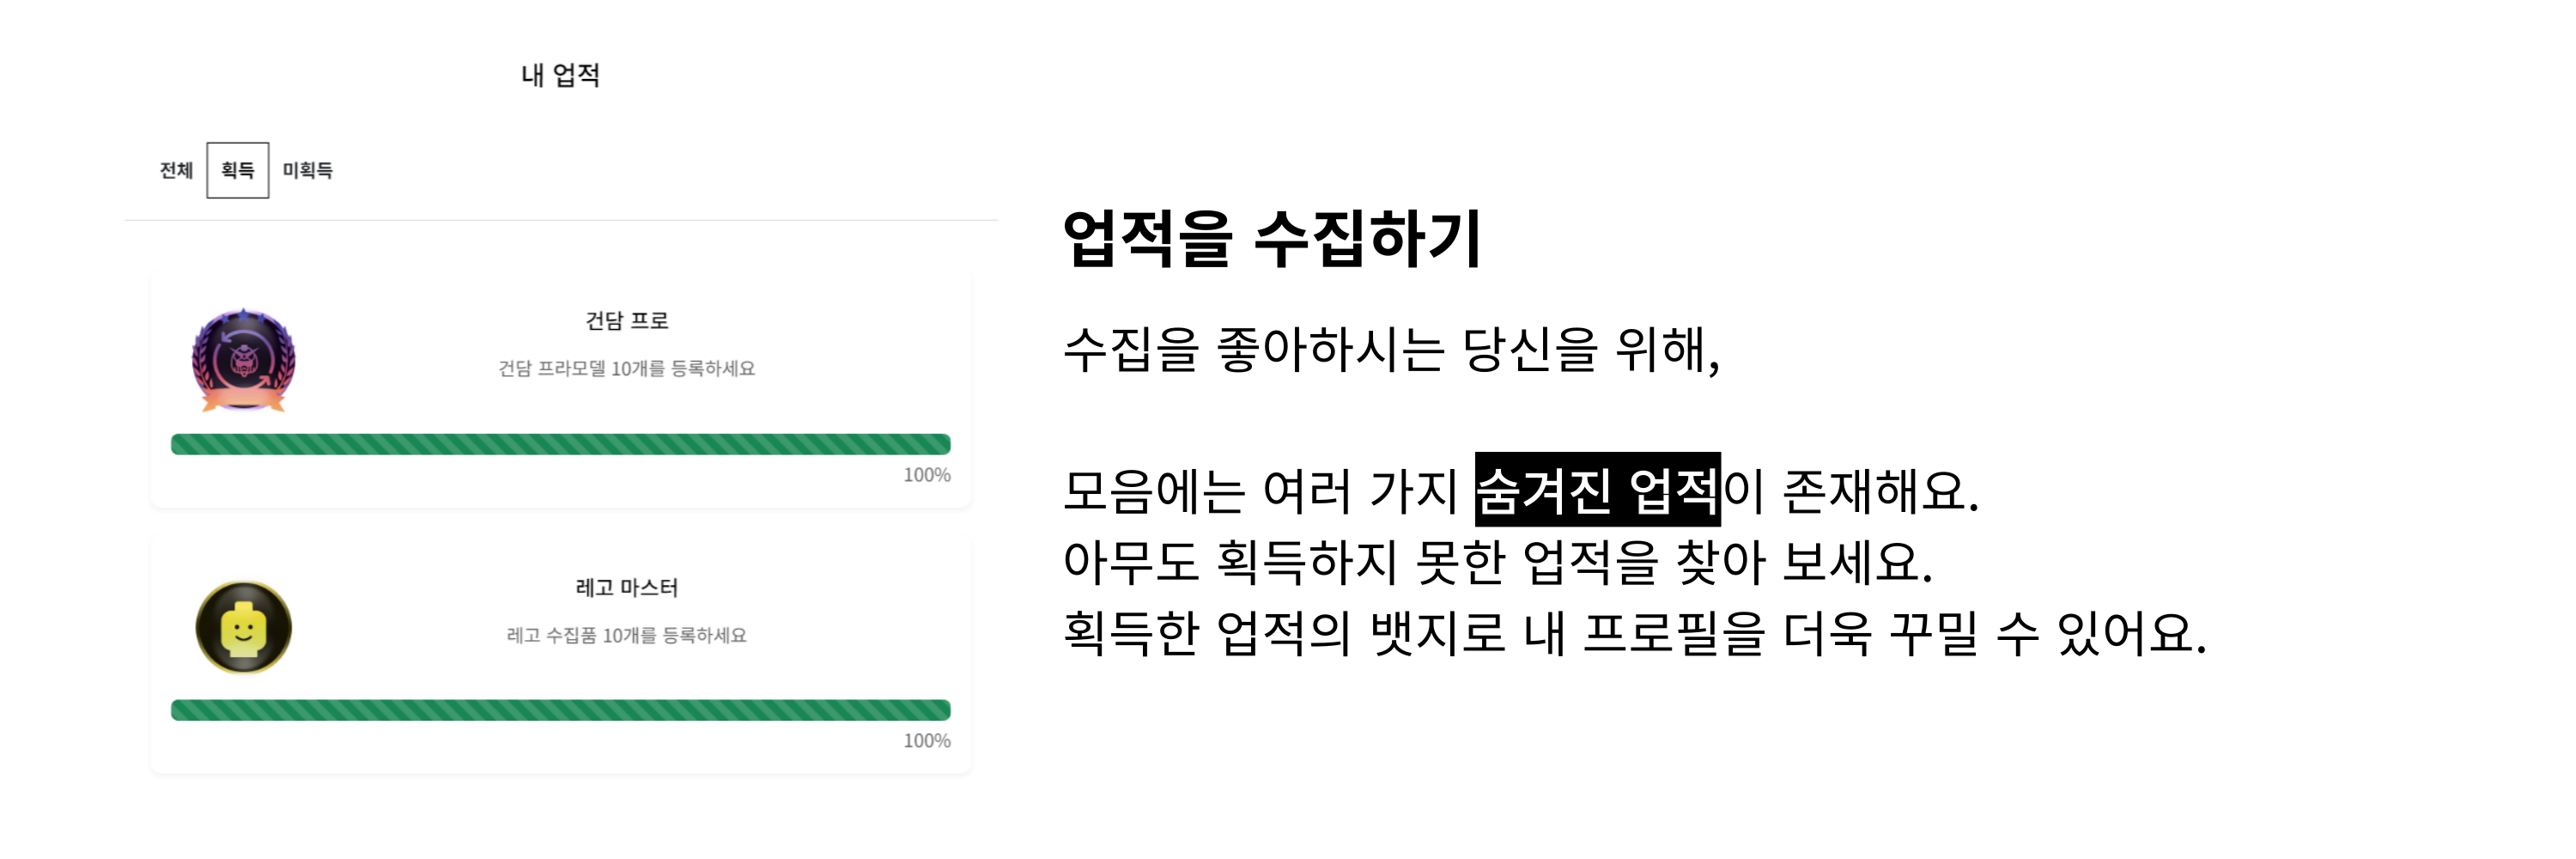 내 업적
전체 획득 미획득
건담 프로
건담 프라모델 10개를 등록하세요
100%
레고 마스터
레고 수집품 10개를 등록하세요
100%
업적을 수집하기
수집을 좋아하시는 당신을 위해,
모음에는 여러 가지 숨겨진 업적이 존재해요.
아무도 획득하지 못한 업적을 찾아 보세요.
획득한 업적의 뱃지로 내 프로필을 더욱 꾸밀 수 있어요.